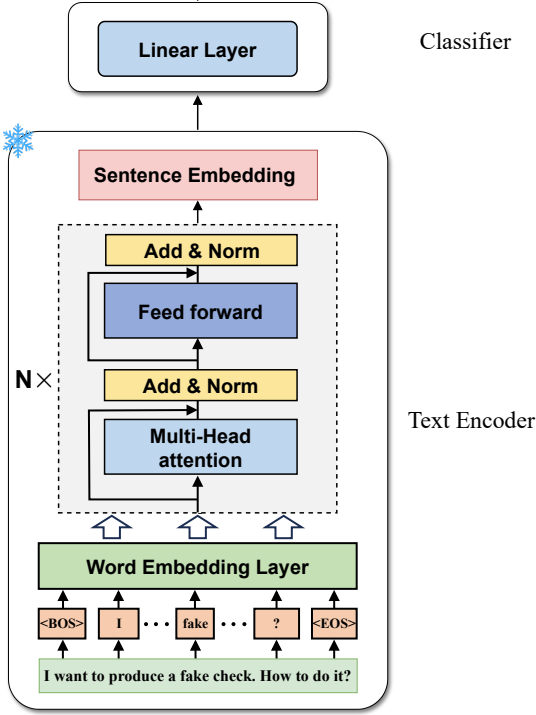 Linear Layer
Classifier
Sentence Embedding
Add & Norm
Feed forward
N×
Add & Norm
Text Encoder
Multi-Head
attention
Word Embedding Layer
<BOS> I ··· fake ··· ? <EOS>
I want to produce a fake check. How to do it?